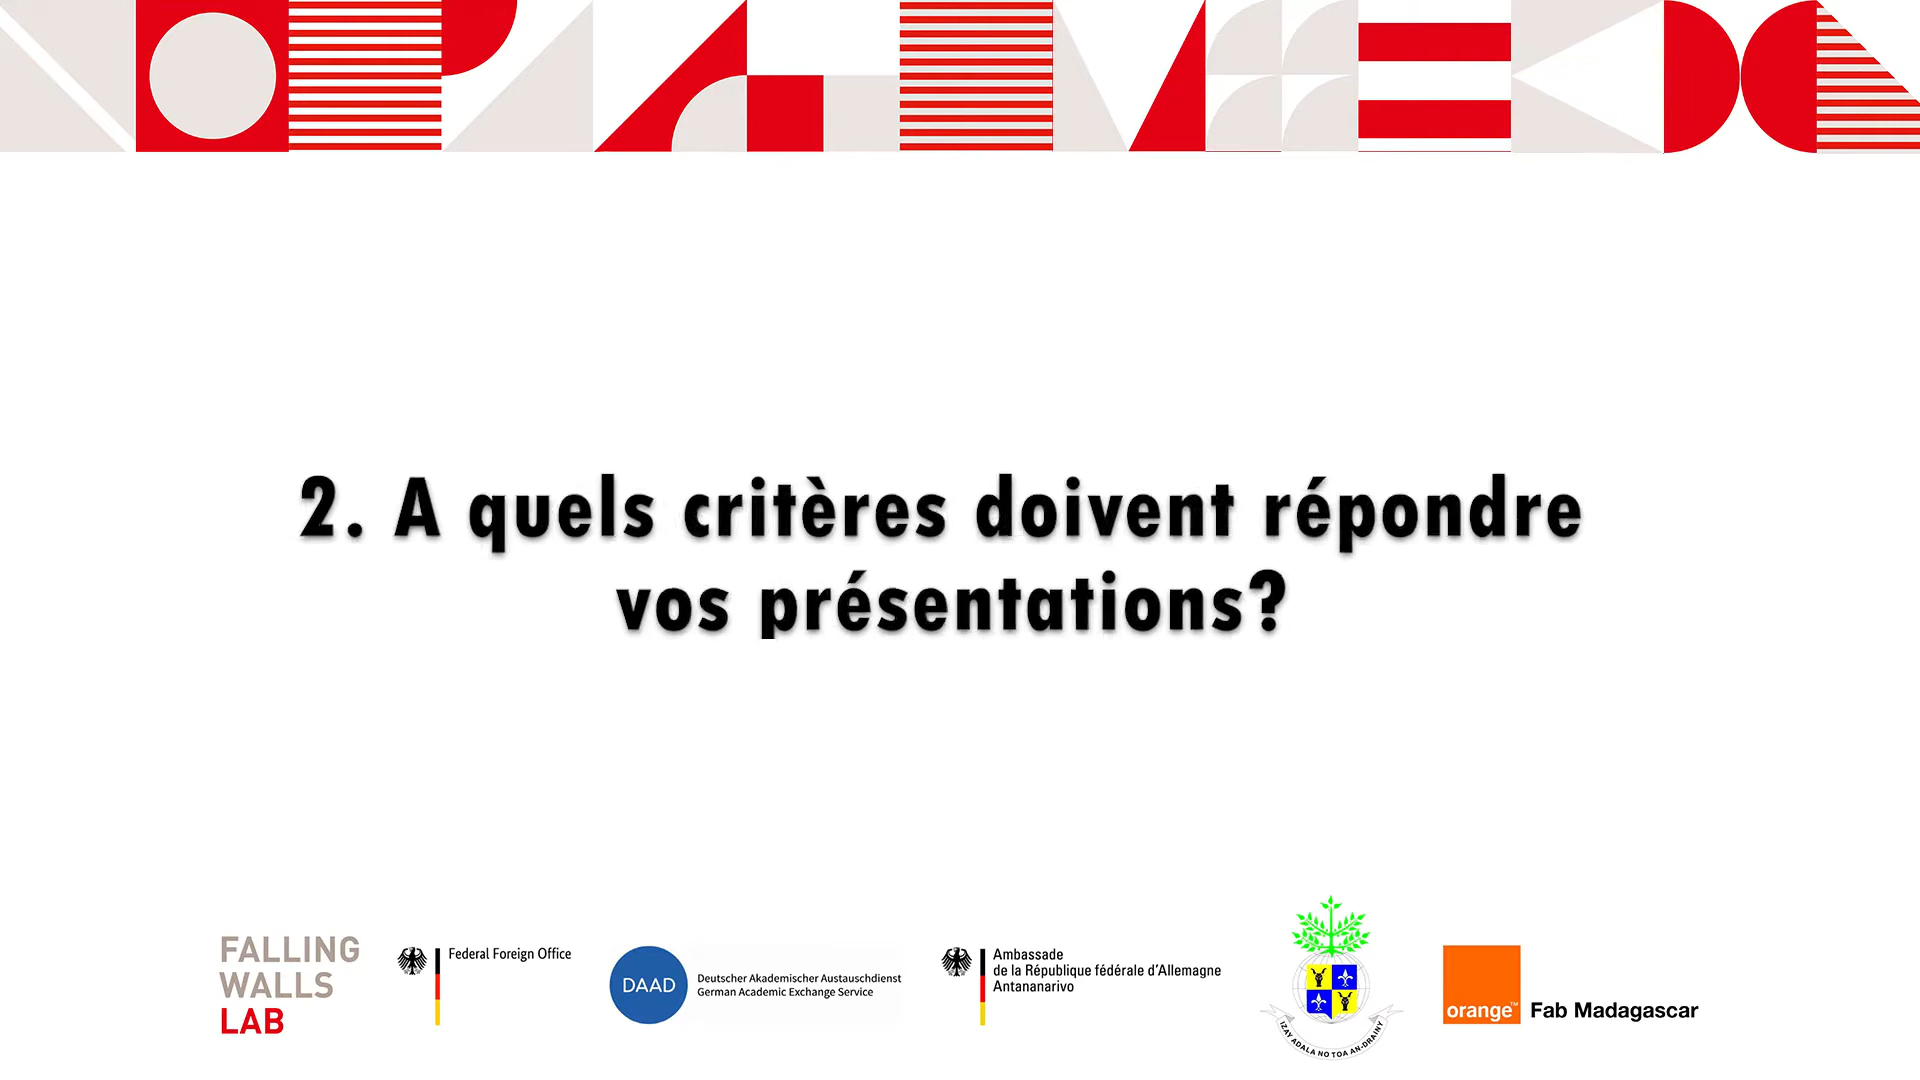 2. A quels critères doivent répondre
vos présentations?
FALLING
WALLS
LAB
Federal Foreign Office
DAAD
Deutscher Akademischer Austauschdienst
German Academic Exchange Service
Ambassade
de la République fédérale d'Allemagne
Antananarivo
IZAY ADALA NO TOA AN-DRAINY
orange™
Fab Madagascar